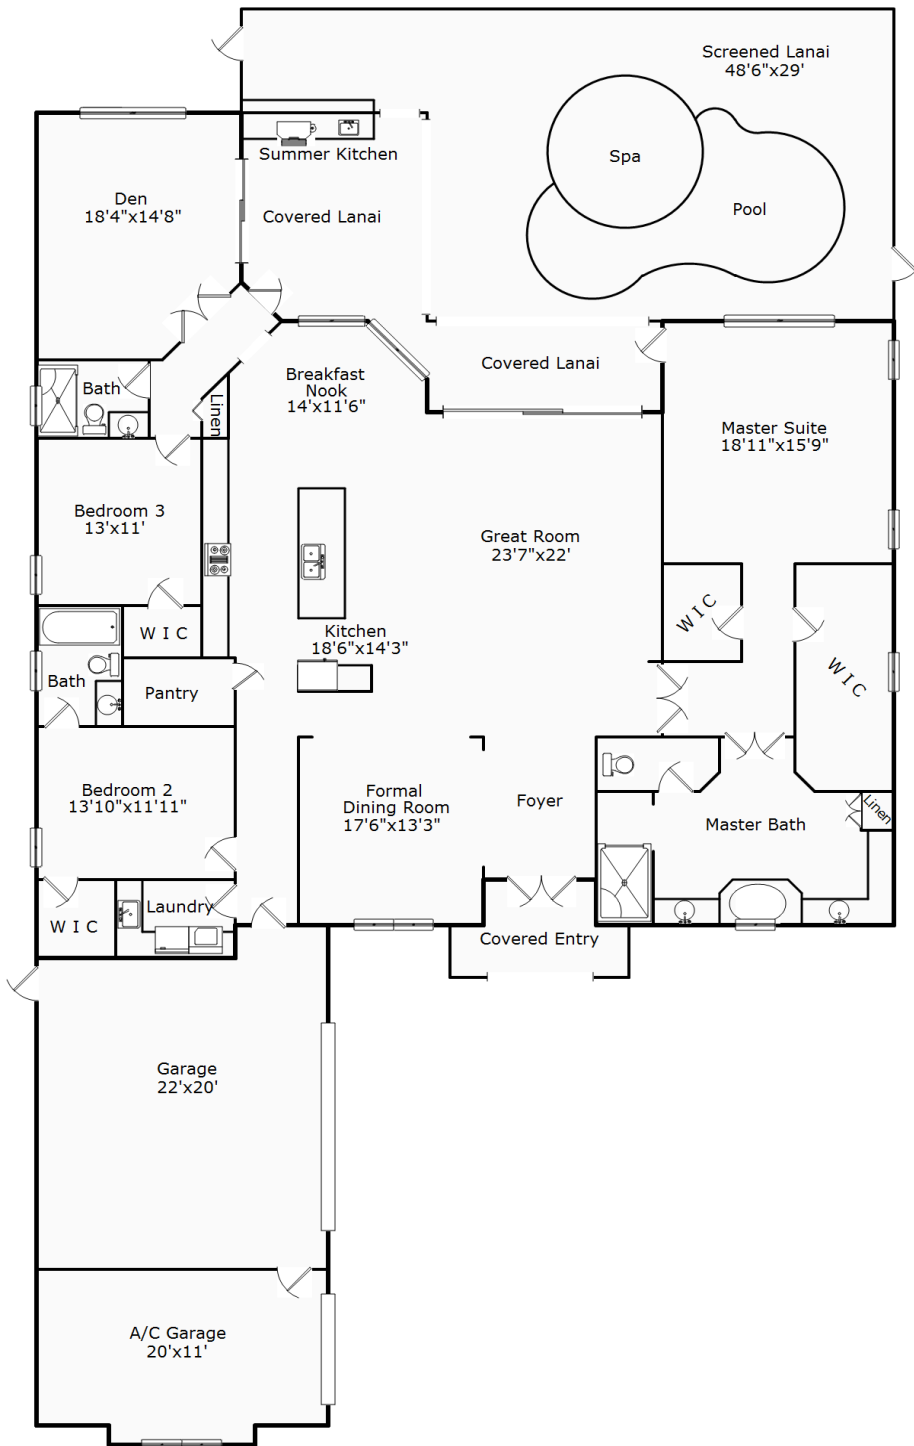 Screened Lanai
48'6"x29'
Summer Kitchen
Spa
Den
18'4"x14'8"
Covered Lanai
Pool
Covered Lanai
Breakfast
Nook
14'x11'6"
Bath
Linen
Master Suite
18'11"x15'9"
Bedroom 3
13'x11'
Great Room
23'7"x22'
W I C
W I C
Kitchen
18'6"x14'3"
W I C
Bath
Pantry
Bedroom 2
13'10"x11'11"
Formal
Dining Room
17'6"x13'3"
Foyer
Linen
Master Bath
Laundry
W I C
Covered Entry
Garage
22'x20'
A/C Garage
20'x11'